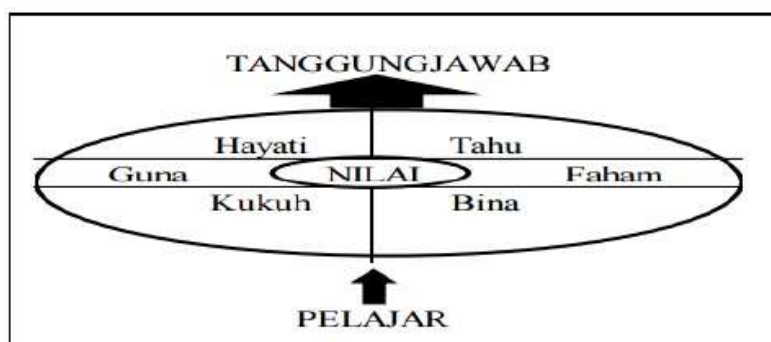 TANGGUNGJAWAB
Hayati Tahu
Guna NILAI Faham
Kukuh Bina
PELAJAR